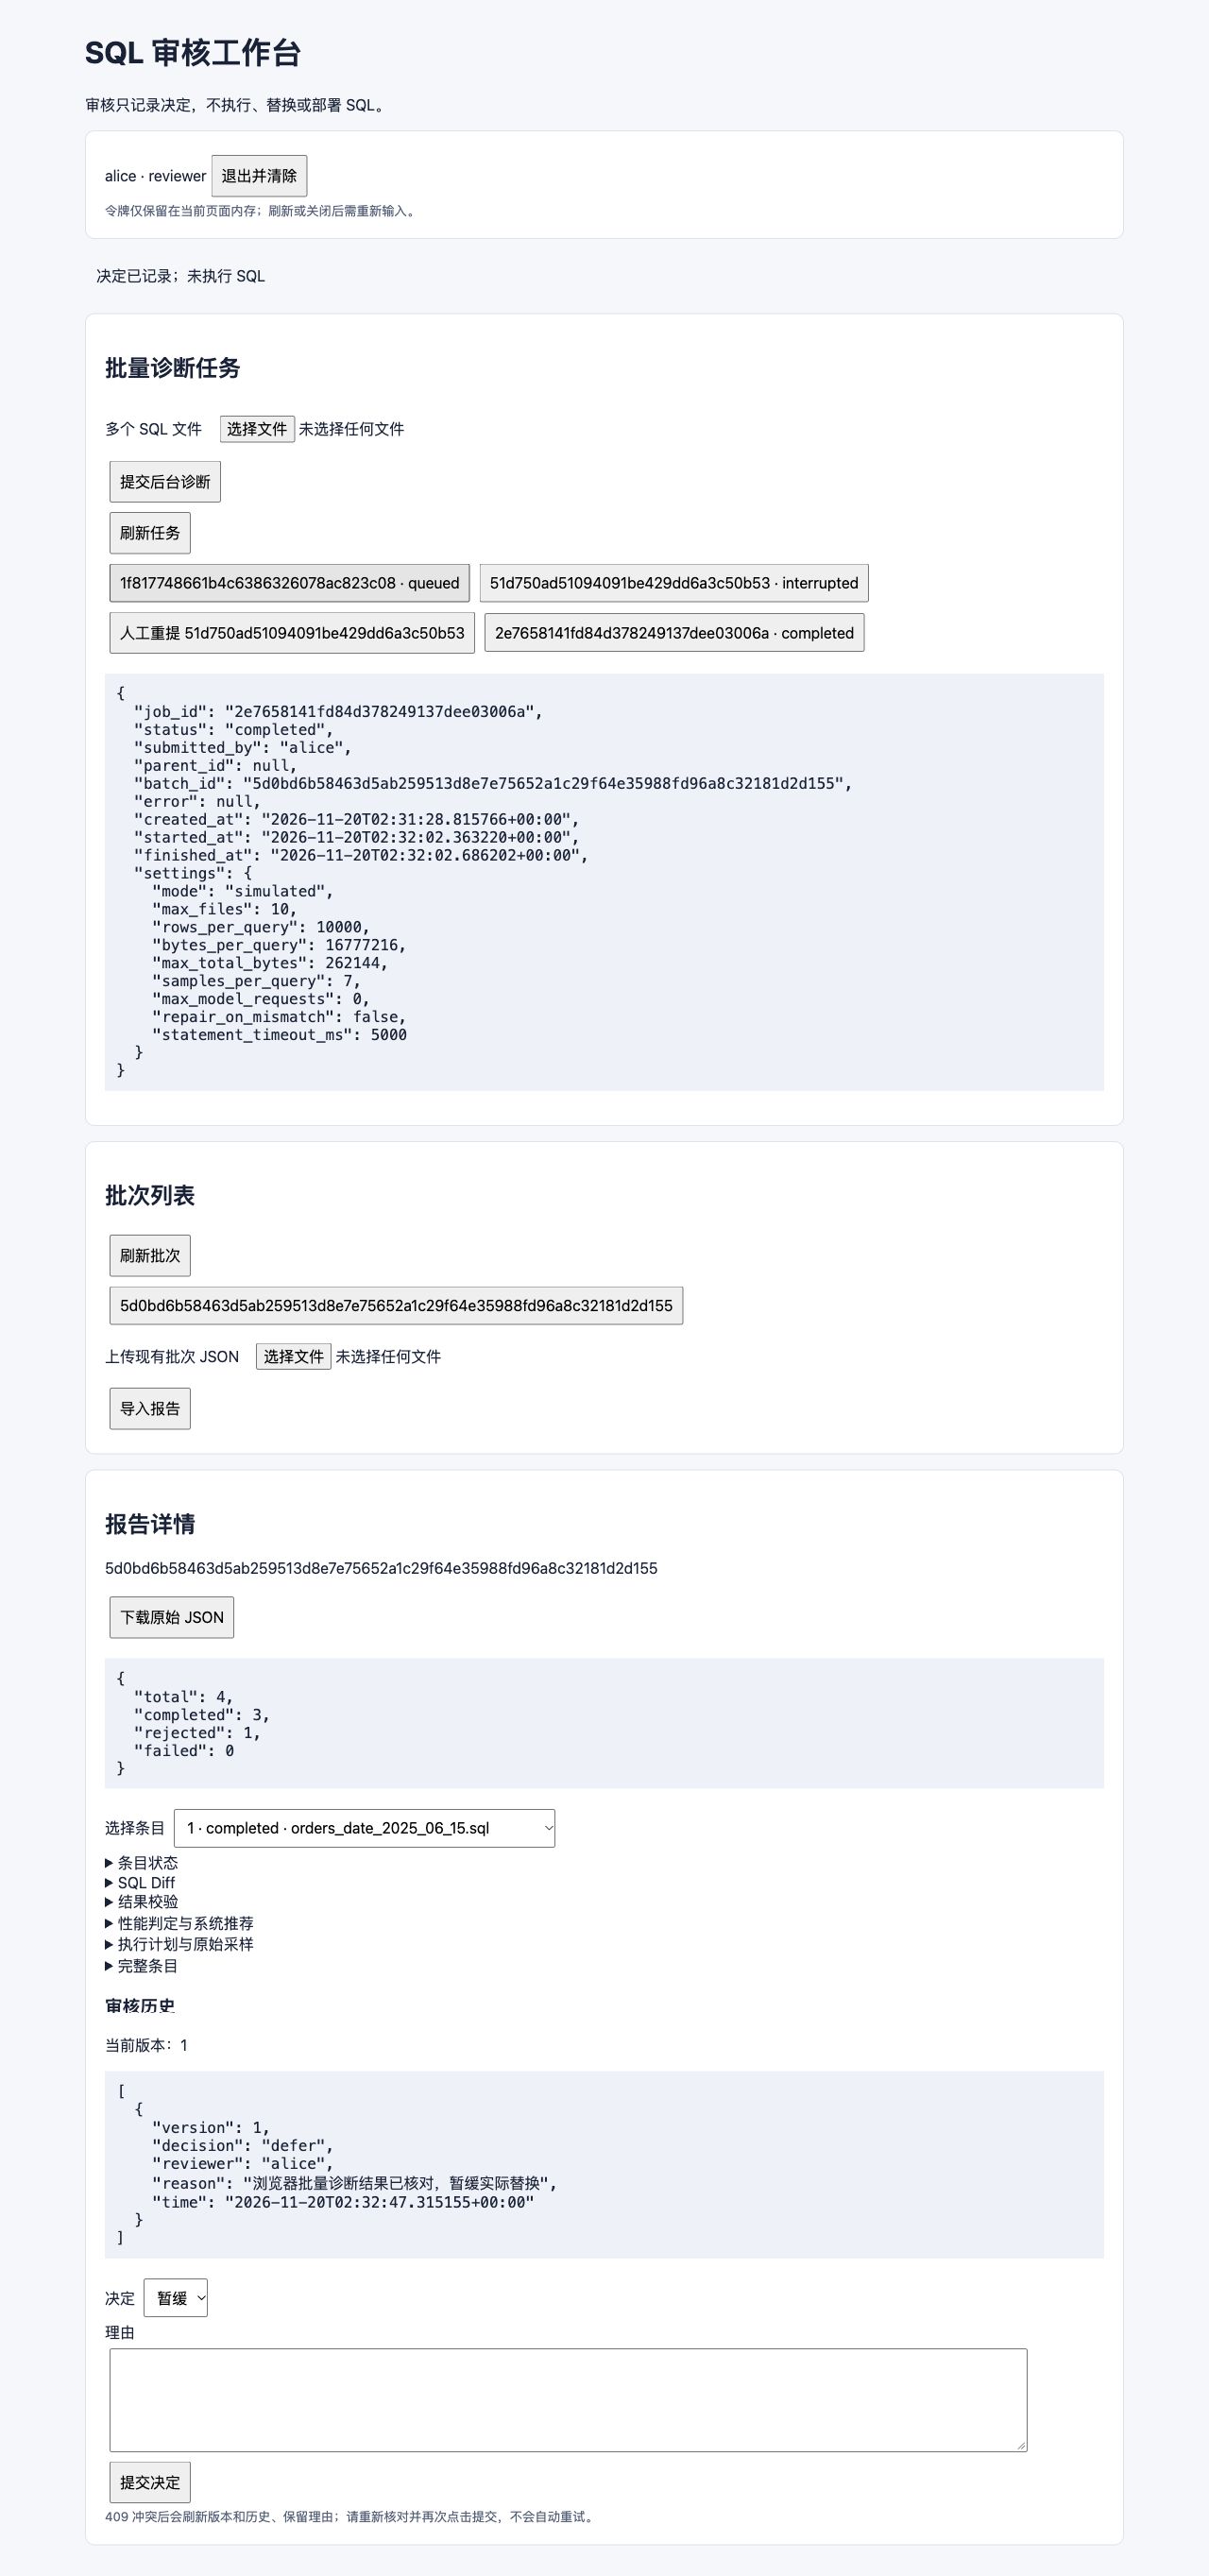 SQL 审核工作台
审核只记录决定，不执行、替换或部署 SQL。
alice · reviewer 退出并清除
令牌仅保留在当前页面内存；刷新或关闭后需重新输入。
决定已记录；未执行 SQL
批量诊断任务
多个 SQL 文件 选择文件 未选择任何文件
提交后台诊断
刷新任务
1f817748661b4c6386326078ac823c08 · queued 51d750ad51094091be429dd6a3c50b53 · interrupted
人工重提 51d750ad51094091be429dd6a3c50b53 2e7658141fd84d378249137dee03006a · completed
{
  "job_id": "2e7658141fd84d378249137dee03006a",
  "status": "completed",
  "submitted_by": "alice",
  "parent_id": null,
  "batch_id": "5d0bd6b58463d5ab259513d8e7e75652a1c29f64e35988fd96a8c32181d2d155",
  "error": null,
  "created_at": "2026-11-20T02:31:28.815766+00:00",
  "started_at": "2026-11-20T02:32:02.363220+00:00",
  "finished_at": "2026-11-20T02:32:02.686202+00:00",
  "settings": {
    "mode": "simulated",
    "max_files": 10,
    "rows_per_query": 10000,
    "bytes_per_query": 16777216,
    "max_total_bytes": 262144,
    "samples_per_query": 7,
    "max_model_requests": 0,
    "repair_on_mismatch": false,
    "statement_timeout_ms": 5000
  }
}
批次列表
刷新批次
5d0bd6b58463d5ab259513d8e7e75652a1c29f64e35988fd96a8c32181d2d155
上传现有批次 JSON 选择文件 未选择任何文件
导入报告
报告详情
5d0bd6b58463d5ab259513d8e7e75652a1c29f64e35988fd96a8c32181d2d155
下载原始 JSON
{
  "total": 4,
  "completed": 3,
  "rejected": 1,
  "failed": 0
}
选择条目 1 · completed · orders_date_2025_06_15.sql
▶ 条目状态
▶ SQL Diff
▶ 结果校验
▶ 性能判定与系统推荐
▶ 执行计划与原始采样
▶ 完整条目
审核历史
当前版本：1
[
  {
    "version": 1,
    "decision": "defer",
    "reviewer": "alice",
    "reason": "浏览器批量诊断结果已核对，暂缓实际替换",
    "time": "2026-11-20T02:32:47.315155+00:00"
  }
]
决定 暂缓
理由
提交决定
409 冲突后会刷新版本和历史、保留理由；请重新核对并再次点击提交，不会自动重试。